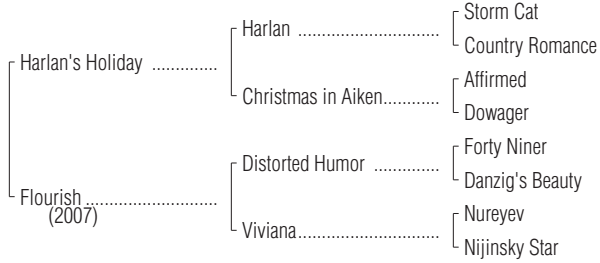 Storm Cat
Harlan ................................
Country Romance
Harlan's Holiday ..............
Affirmed
Christmas in Aiken............
Dowager
Forty Niner
Distorted Humor ..............
Danzig's Beauty
Flourish ............................
(2007)
Nureyev
Viviana................................
Nijinsky Star